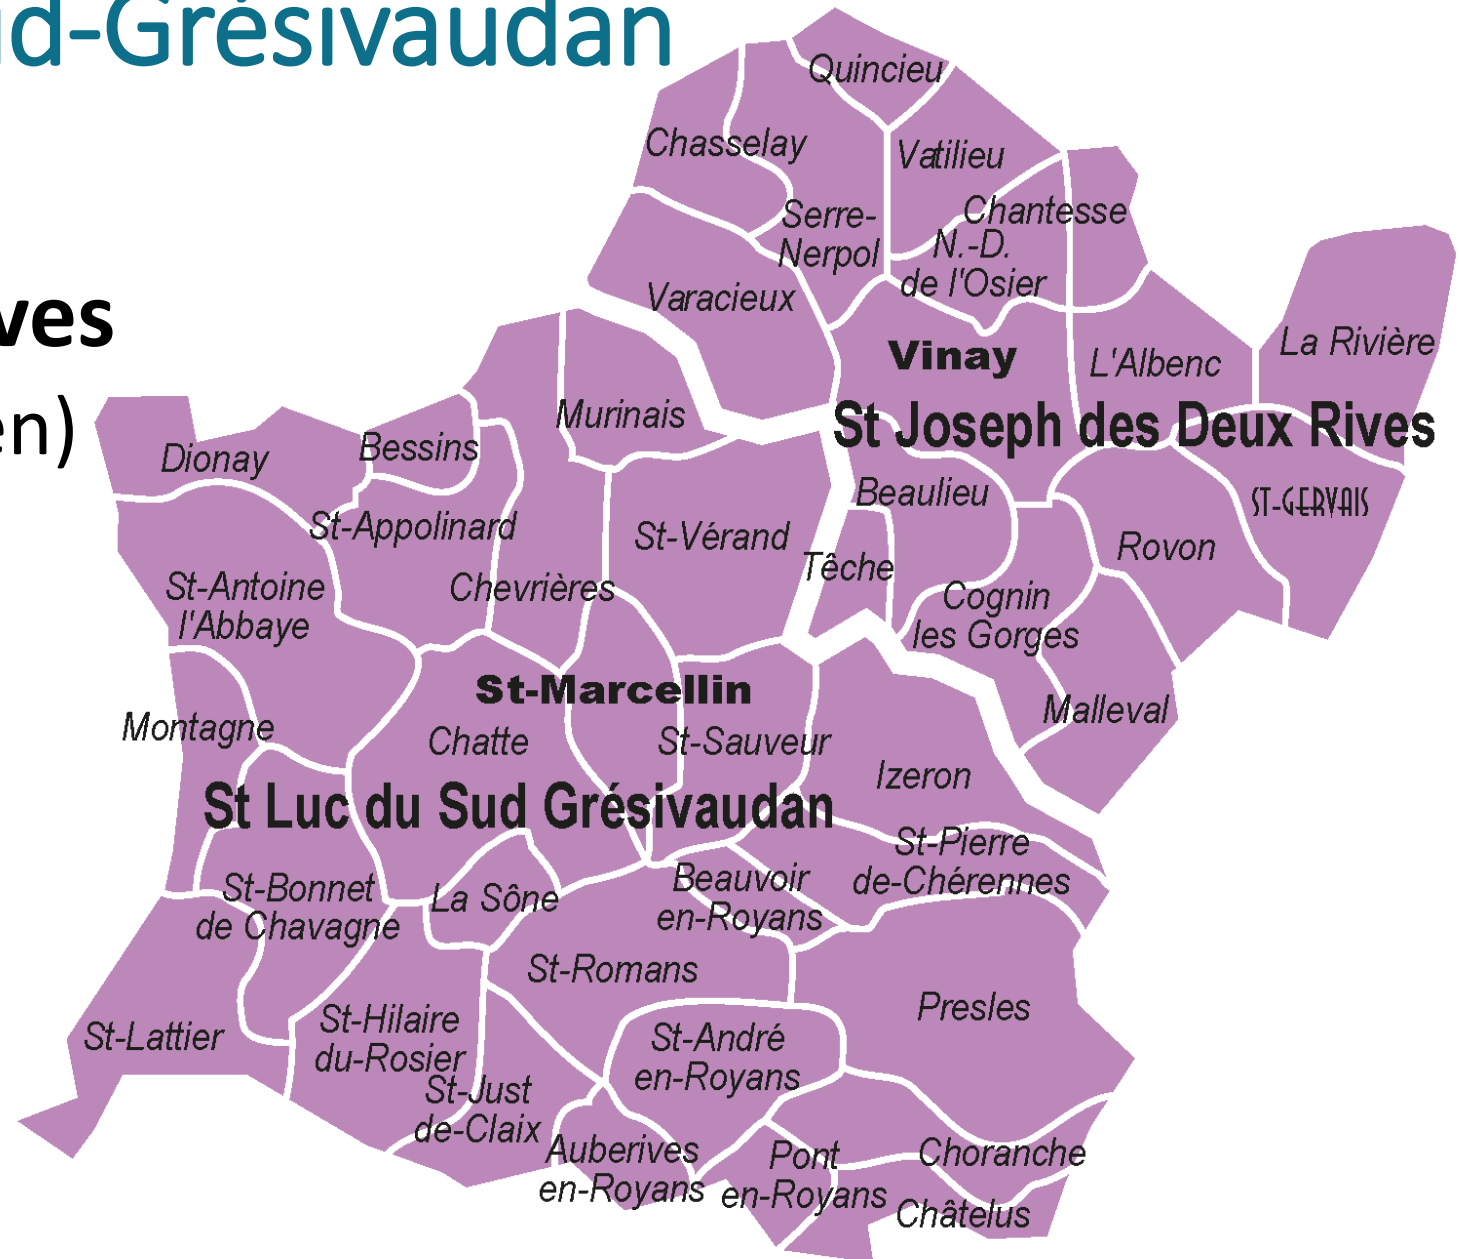 ud-Grésivaudan
ves
en)
Quincieu
Chasselay
Vatilieu
Serre-
Nerpol
Chantesse
N.-D.
de l'Osier
Varacieux
Vinay
L'Albenc
La Rivière
St Joseph des Deux Rives
Murinais
Dionay
Bessins
Beaulieu
ST-GERVAIS
St-Appolinard
St-Vérand
Rovon
Têche
St-Antoine
l'Abbaye
Chevrières
Cognin
les Gorges
St-Marcellin
Malleval
Montagne
Chatte
St-Sauveur
Izeron
St Luc du Sud Grésivaudan
St-Pierre
de-Chérennes
St-Bonnet
de Chavagne
La Sône
Beauvoir
en-Royans
St-Romans
Presles
St-Lattier
St-Hilaire
du-Rosier
St-André
en-Royans
St-Just
de-Claix
Auberives
en-Royans
Pont
en-Royans
Choranche
Châtelus